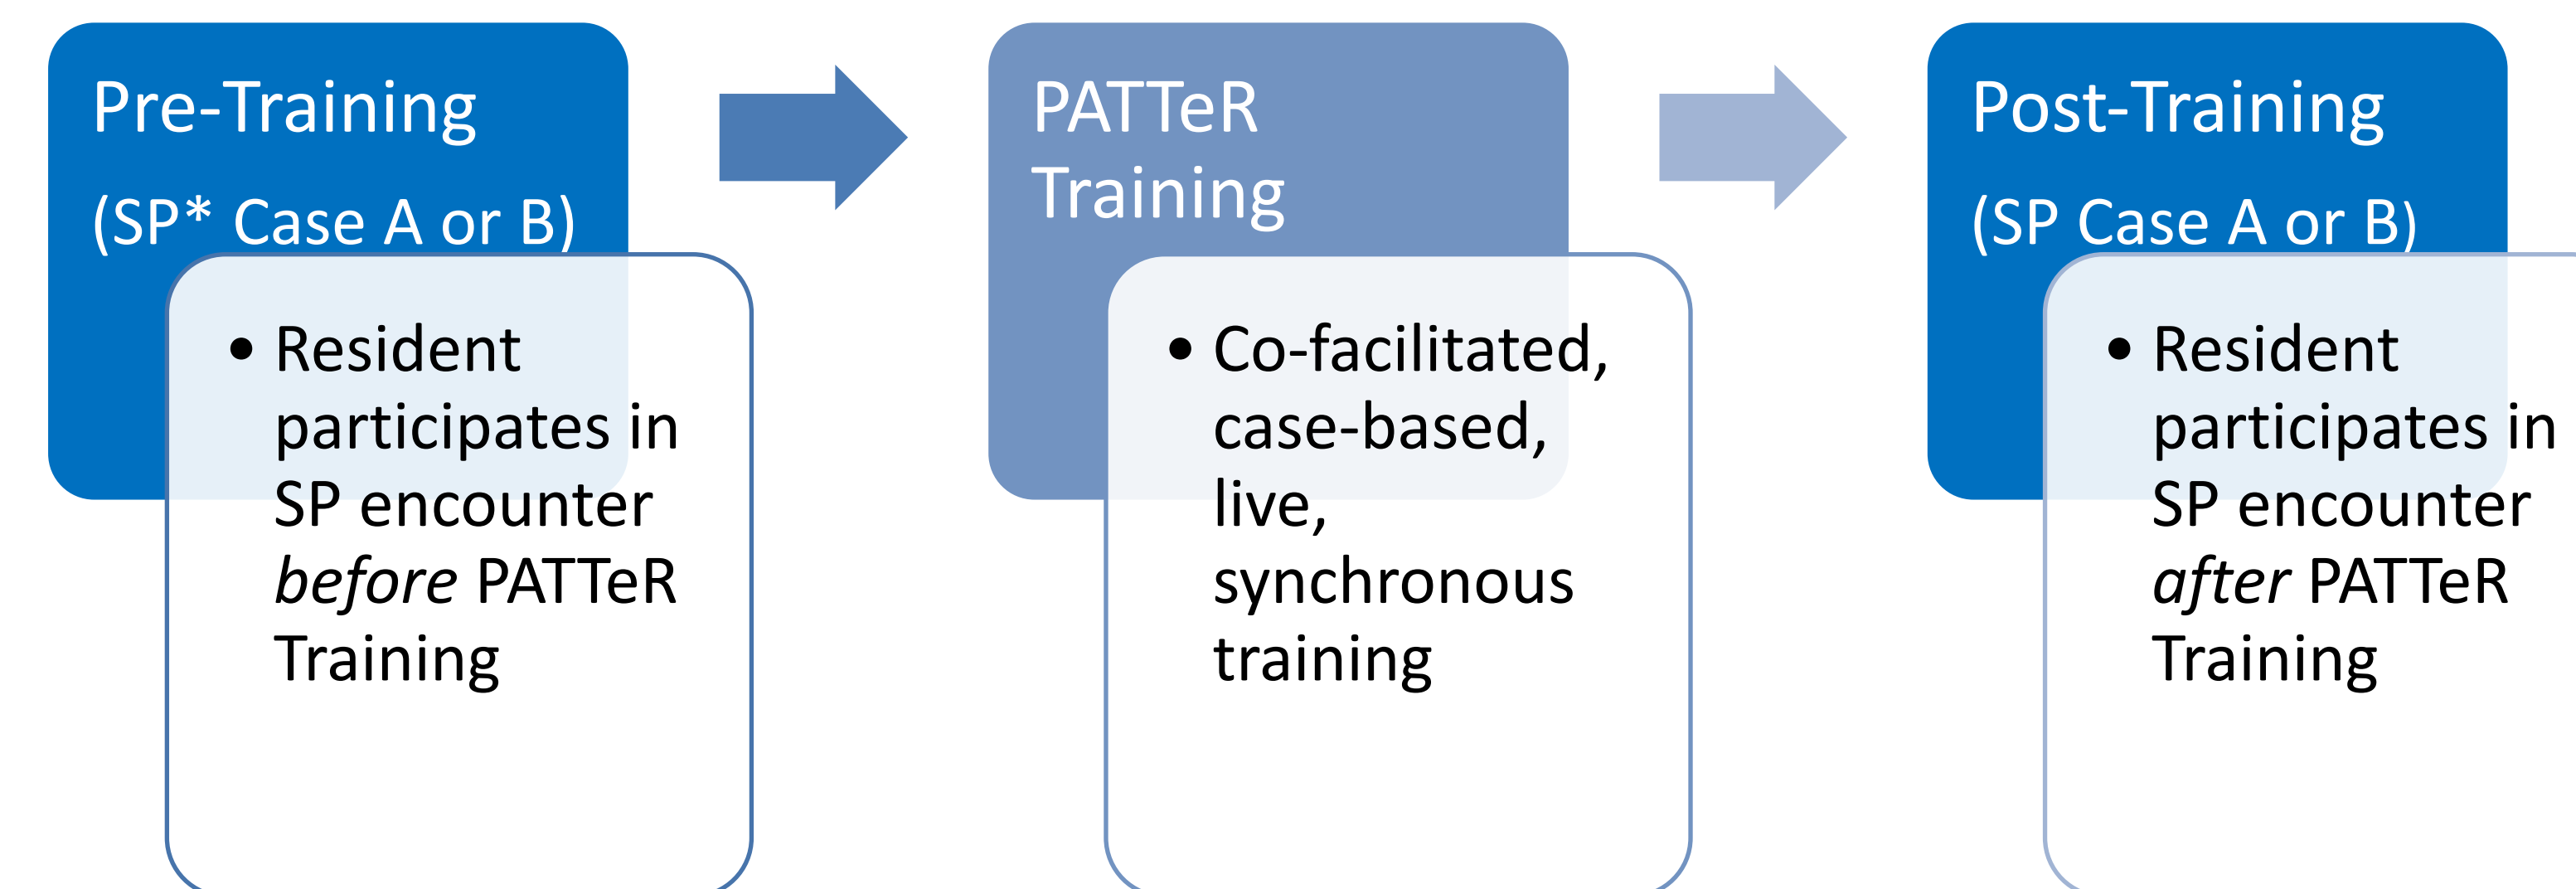 Pre-Training
(SP* Case A or B)
• Resident
participates in
SP encounter
before PATTeR
Training
PATTeR
Training
• Co-facilitated,
case-based,
live,
synchronous
training
Post-Training
(SP Case A or B)
• Resident
participates in
SP encounter
after PATTeR
Training